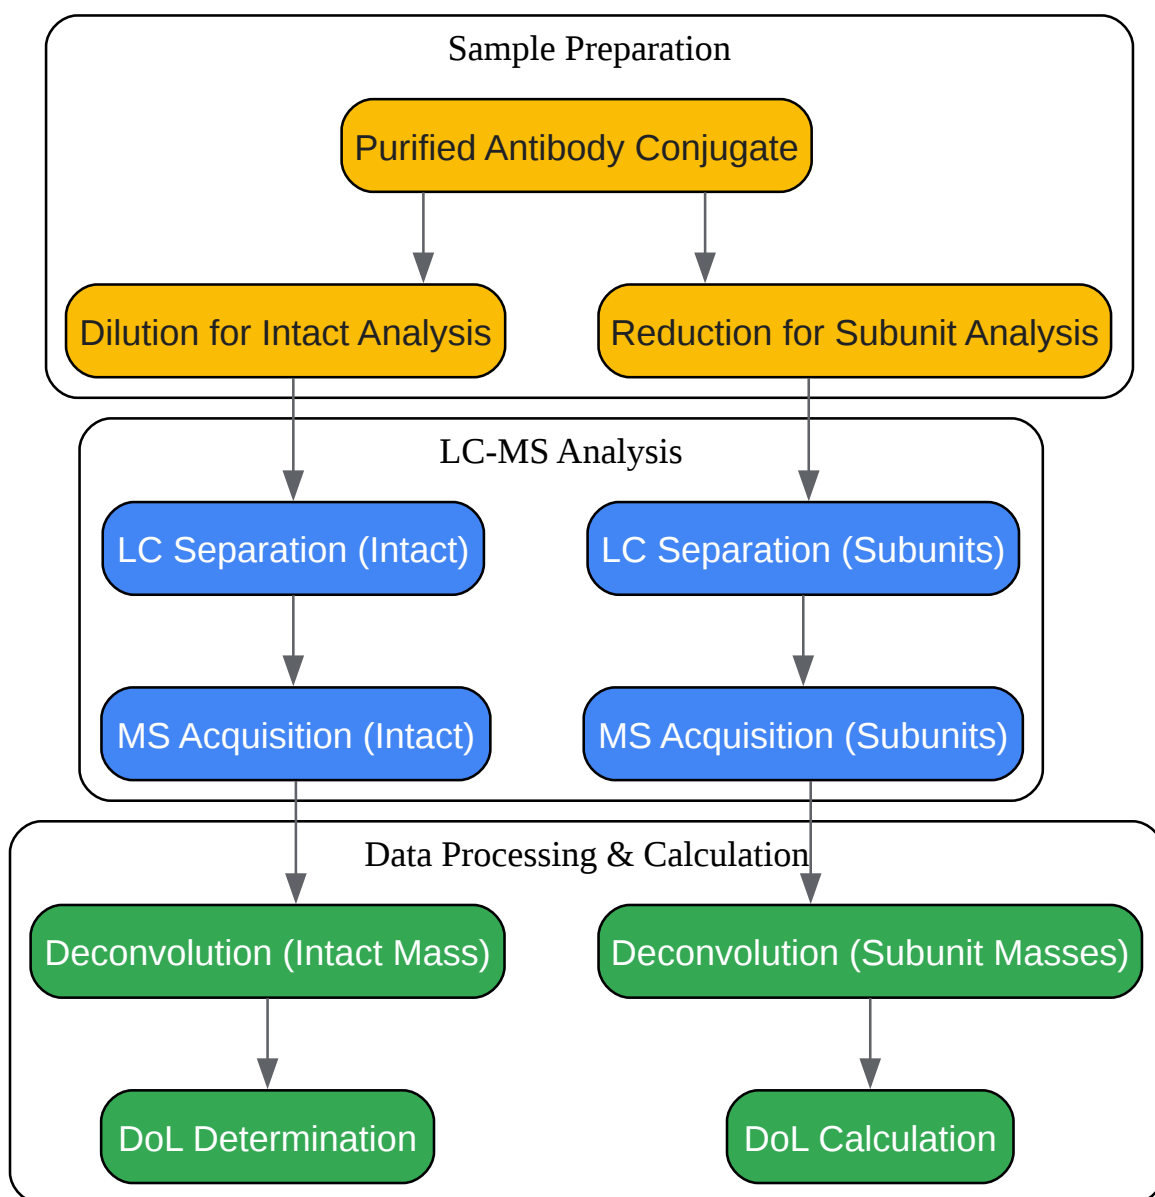 Sample Preparation
Purified Antibody Conjugate
Dilution for Intact Analysis
Reduction for Subunit Analysis
LC-MS Analysis
LC Separation (Intact)
LC Separation (Subunits)
MS Acquisition (Intact)
MS Acquisition (Subunits)
Data Processing & Calculation
Deconvolution (Intact Mass)
Deconvolution (Subunit Masses)
DoL Determination
DoL Calculation